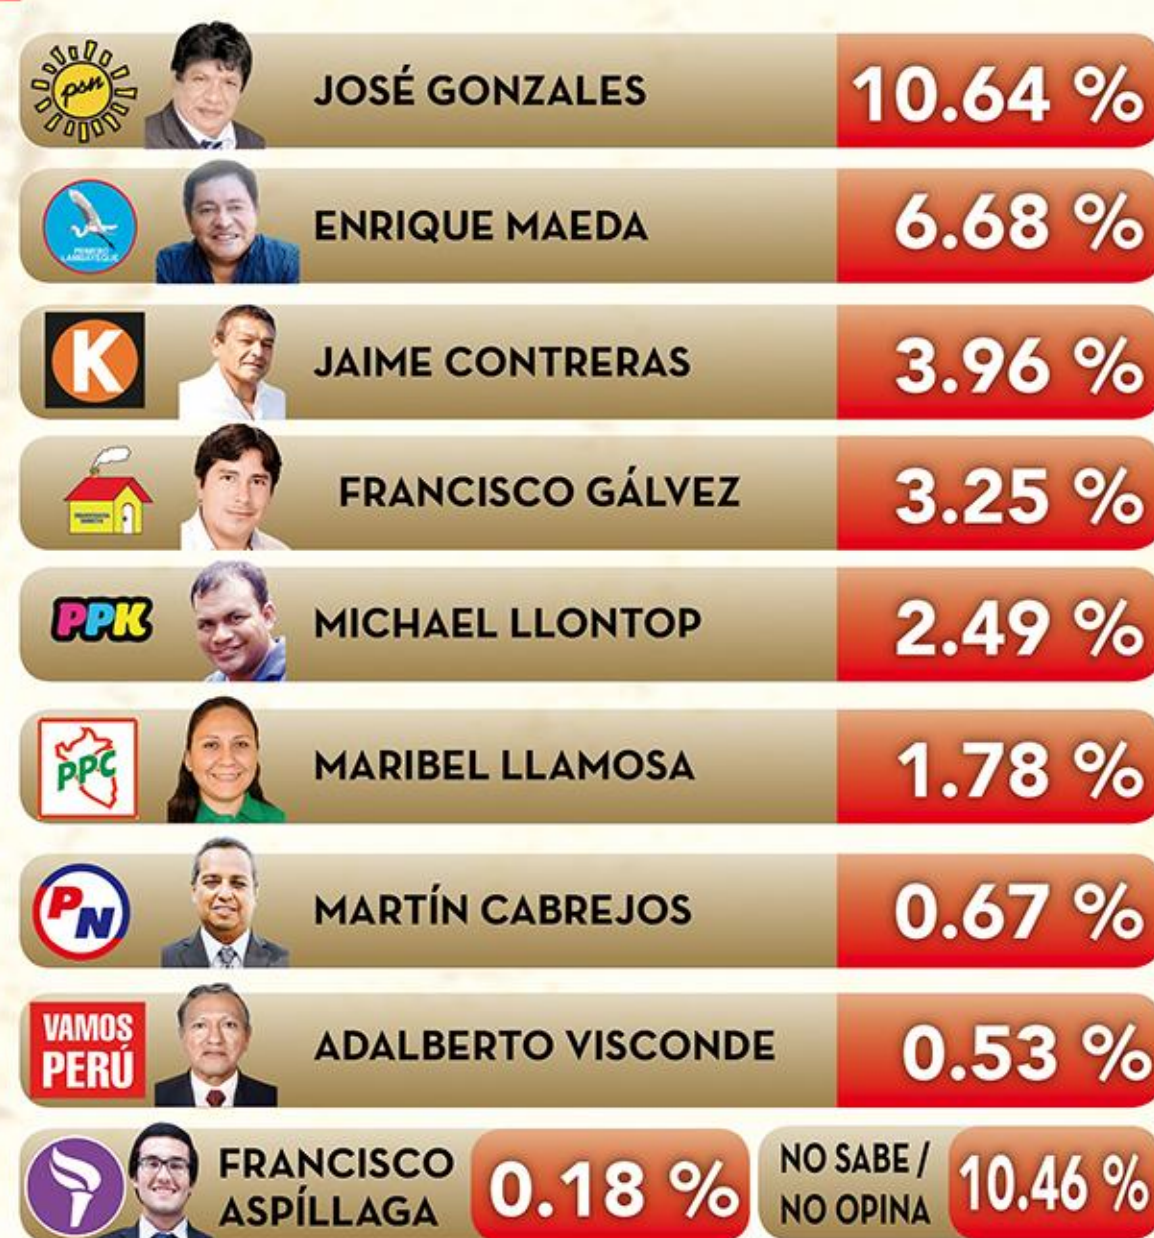 psn
JOSÉ GONZALES
10.64 %
PRIMERO
LAMBAYEQUE
ENRIQUE MAEDA
6.68 %
K
JAIME CONTRERAS
3.96 %
FRANCISCO GÁLVEZ
3.25 %
PPK
MICHAEL LLONTOP
2.49 %
PPC
MARIBEL LLAMOSA
1.78 %
PN
MARTÍN CABREJOS
0.67 %
VAMOS
PERÚ
ADALBERTO VISCONDE
0.53 %
FRANCISCO
ASPÍLLAGA
0.18 %
NO SABE /
NO OPINA
10.46 %